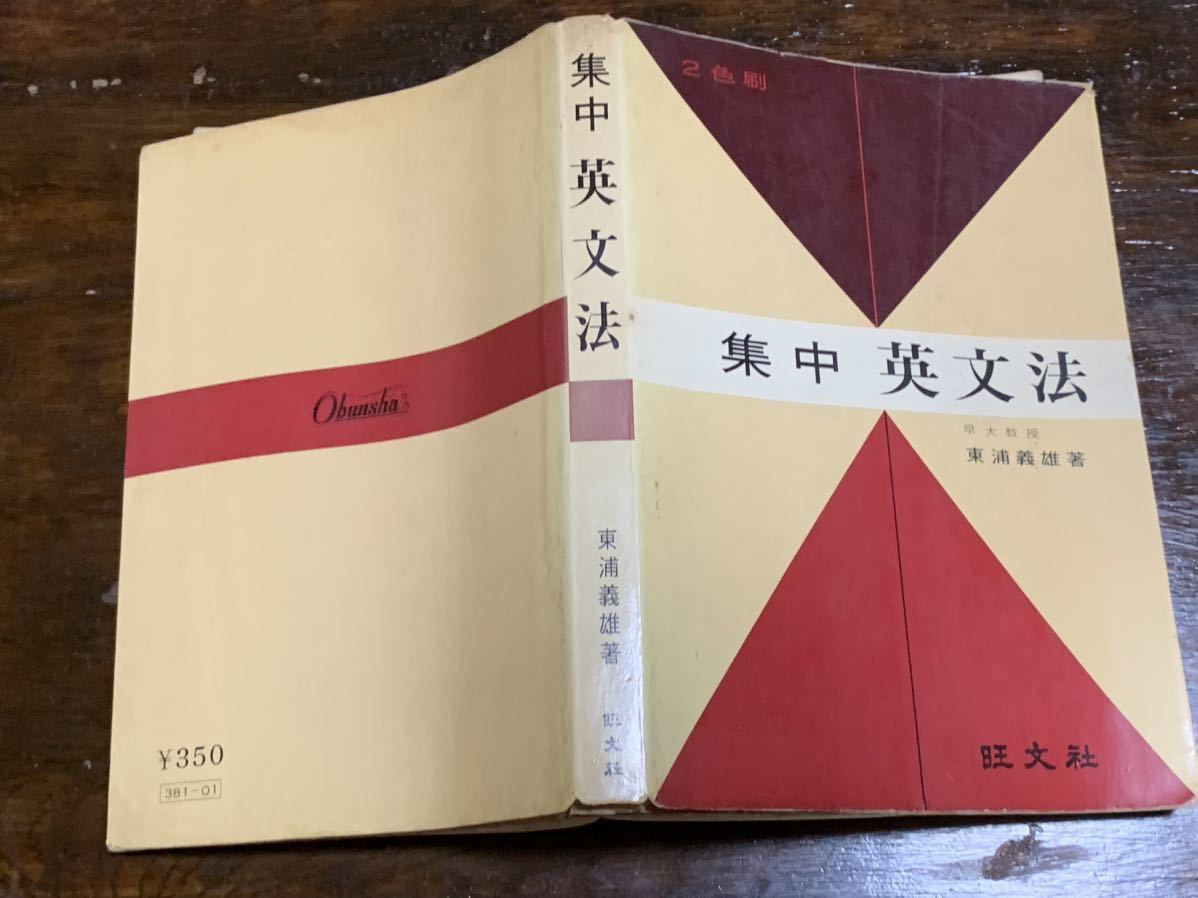 2色刷
集中 英文法
早大教授
東浦義雄著
旺文社
集中 英文法
東浦義雄著
旺文社
Obunsha
¥350
381-01